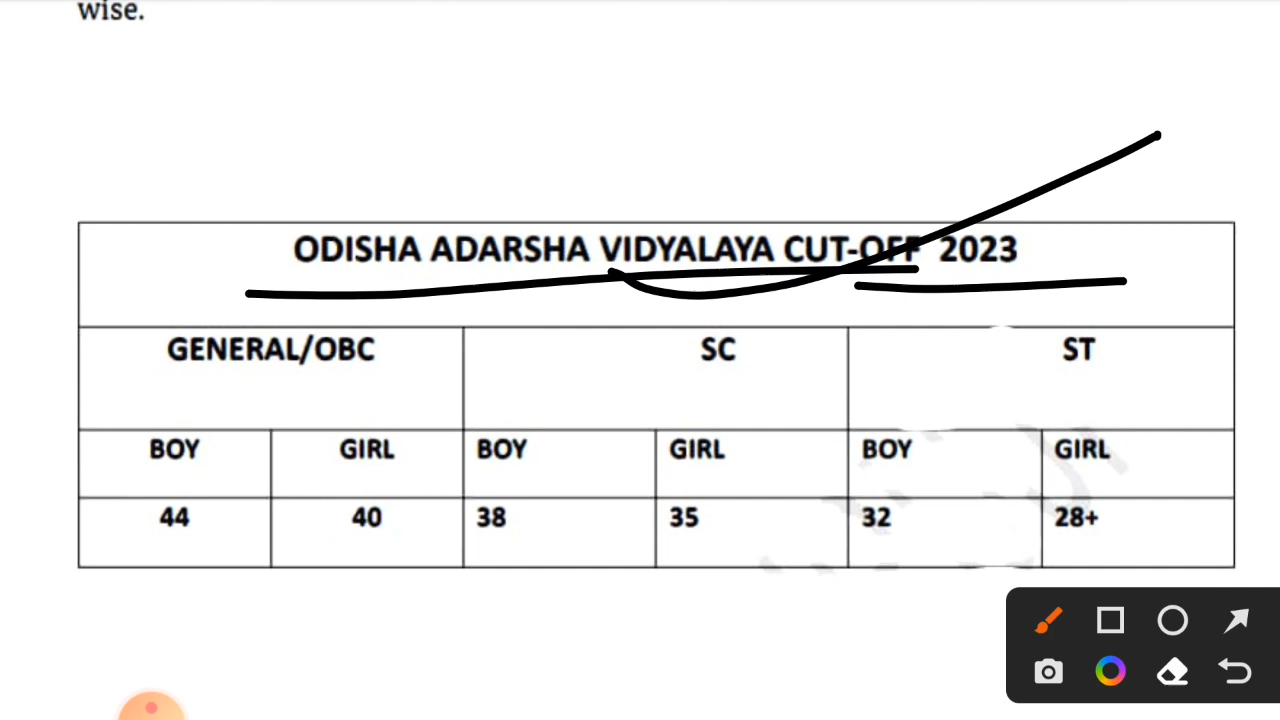 wise.
ODISHA ADARSHA VIDYALAYA CUT-OFF 2023
GENERAL/OBC SC ST
BOY GIRL BOY GIRL BOY GIRL
44 40 38 35 32 28+